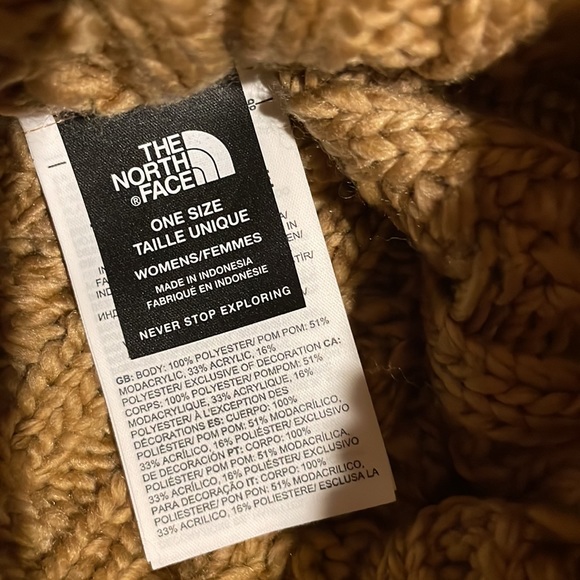 THE
NORTH
FACE
®
ONE SIZE
TAILLE UNIQUE
WOMENS/FEMMES
MADE IN INDONESIA
FABRIQUÉ EN INDONÉSIE
NEVER STOP EXPLORING
GB: BODY: 100% POLYESTER/ POM POM: 51%
MODACRYLIC, 33% ACRYLIC, 16%
POLYESTER/ EXCLUSIVE OF DECORATION CA:
CORPS: 100% POLYESTER/ POMPOM: 51%
MODACRYLIQUE, 33% ACRYLIQUE, 16%
POLYESTER/ À L'EXCEPTION DES
DÉCORATIONS ES: CUERPO: 100%
POLIÉSTER/ POM POM: 51% MODACRÍLICO,
33% ACRÍLICO, 16% POLIÉSTER/ EXCLUSIVO
DE DECORACIÓN PT: CORPO: 100%
POLIÉSTER/ POM POM: 51% MODACRÍLICA,
33% ACRÍLICO, 16% POLIÉSTER/ EXCLUSIVO
PARA DECORAÇÃO IT: CORPO: 100%
POLIESTERE/ PON PON: 51% MODACRILICO,
33% ACRILICO, 16% POLIESTERE/ ESCLUSA LA